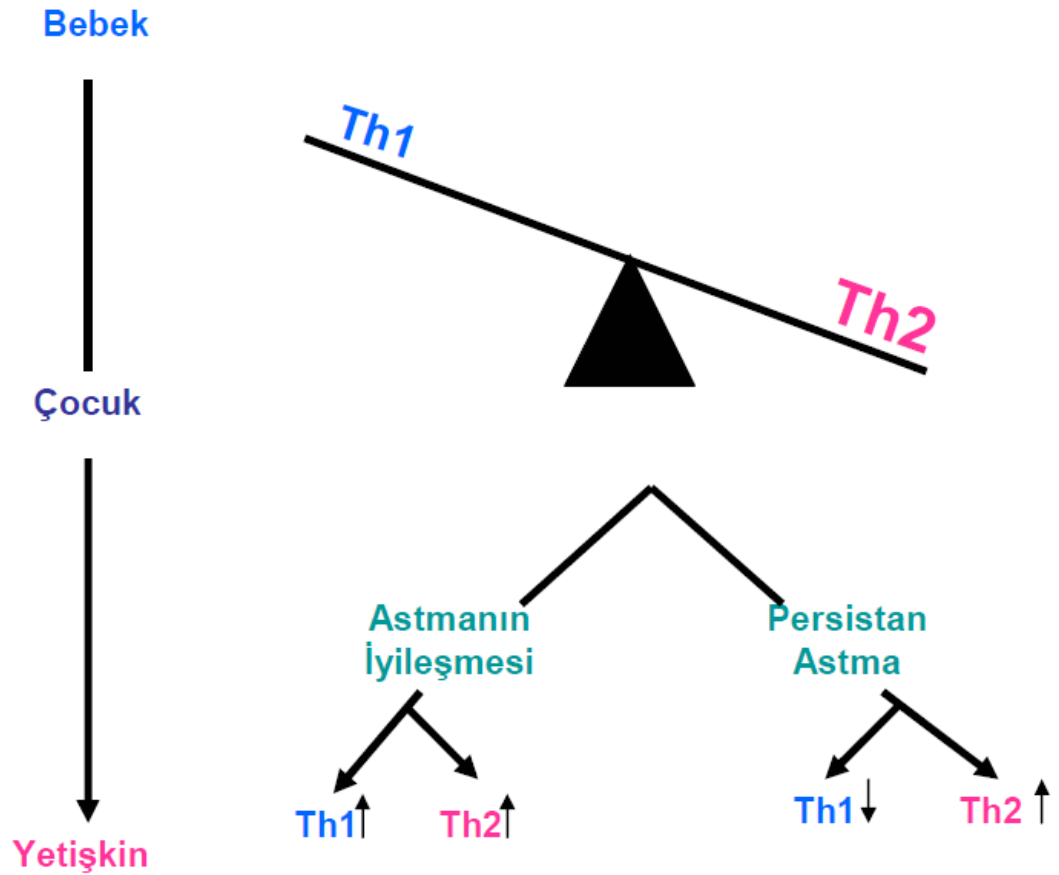 Bebek
Th1
Th2
Çocuk
Astmanın
İyileşmesi
Persistan
Astma
Th1↑
Th2↑
Th1↓
Th2↑
Yetişkin